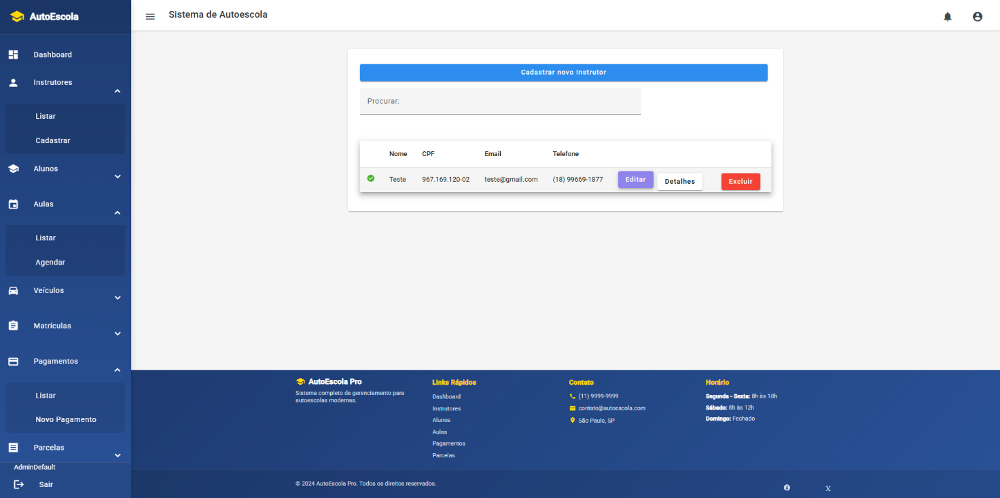 AutoEscola
Sistema de Autoescola
Dashboard
Instrutores
Listar
Cadastrar
Alunos
Aulas
Listar
Agendar
Veículos
Matrículas
Pagamentos
Listar
Novo Pagamento
Parcelas
AdminDefault
Sair
Cadastrar novo Instrutor
Procurar:
Nome CPF Email Telefone
Teste 967.169.120-02 teste@gmail.com (18) 99669-1877 Editar Detalhes Excluir
AutoEscola Pro
Sistema completo de gerenciamento para
autoescolas modernas.
Links Rápidos
Dashboard
Instrutores
Alunos
Aulas
Pagamentos
Parcelas
Contato
(11) 9999-9999
contato@autoescola.com
São Paulo, SP
Horário
Segunda - Sexta: 8h às 18h
Sábado: 8h às 12h
Domingo: Fechado
© 2024 AutoEscola Pro. Todos os direitos reservados.
X